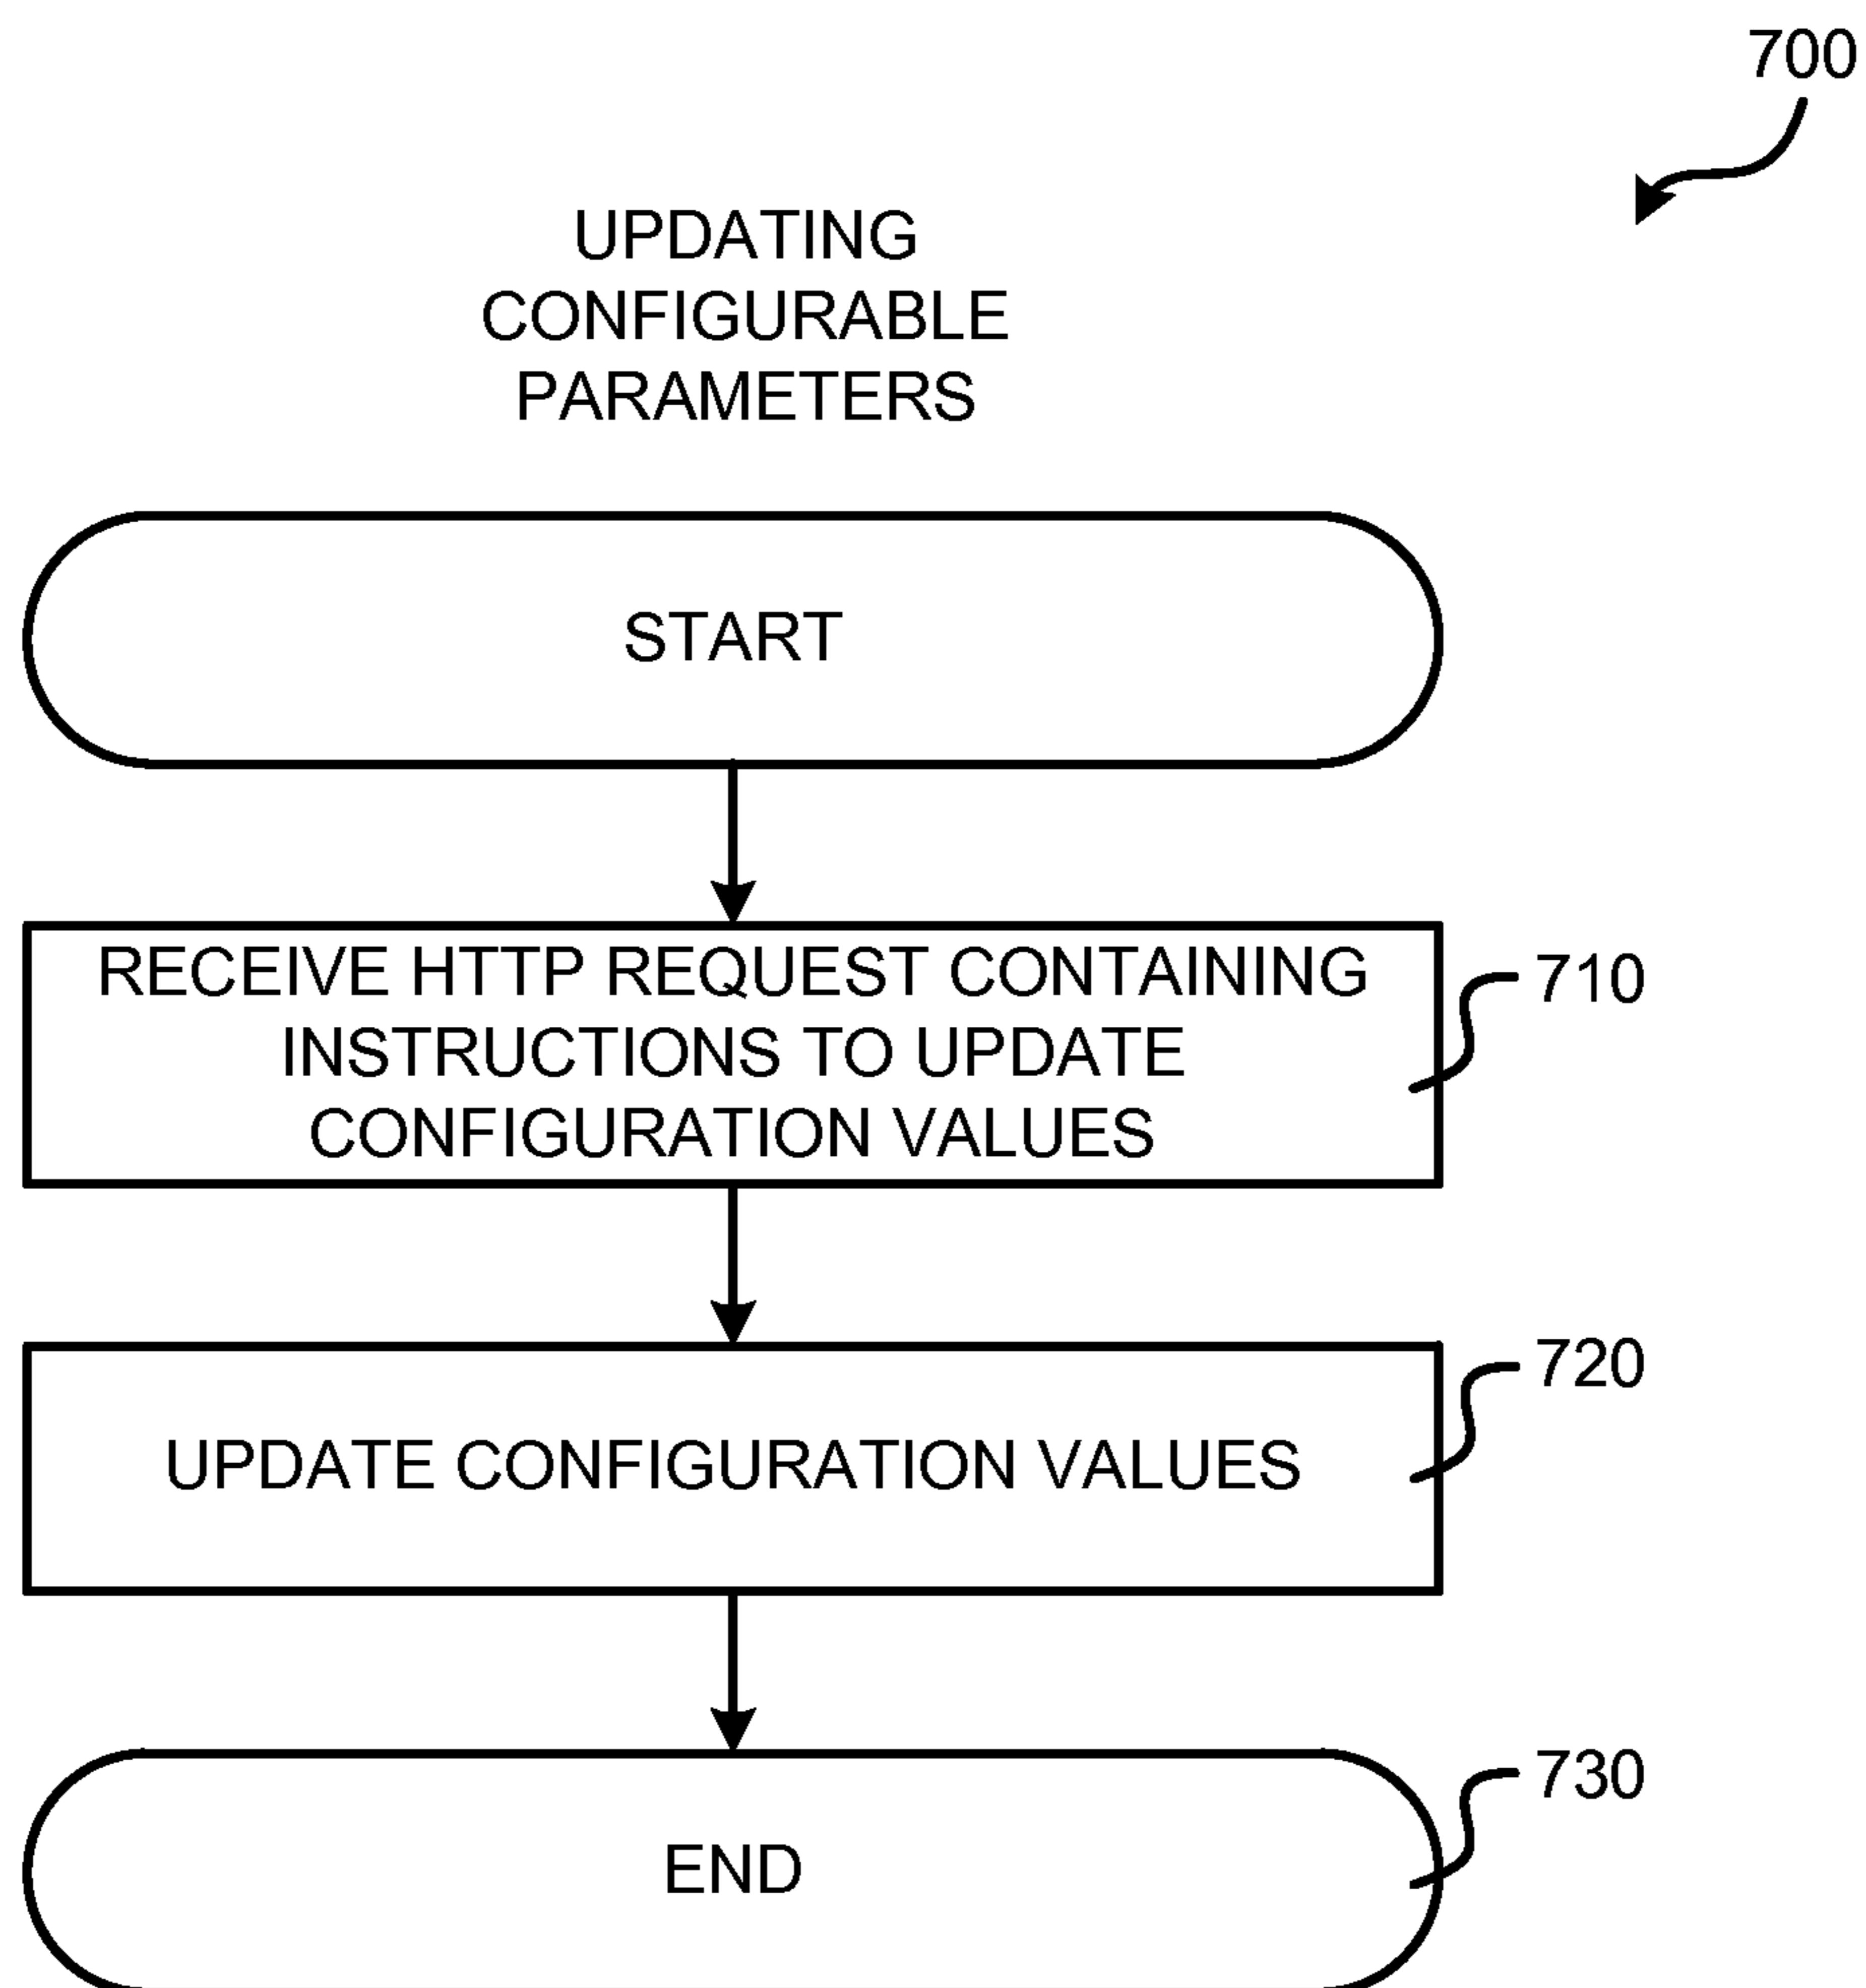 700
UPDATING
CONFIGURABLE
PARAMETERS
START
RECEIVE HTTP REQUEST CONTAINING
INSTRUCTIONS TO UPDATE
CONFIGURATION VALUES
710
UPDATE CONFIGURATION VALUES
720
END
730